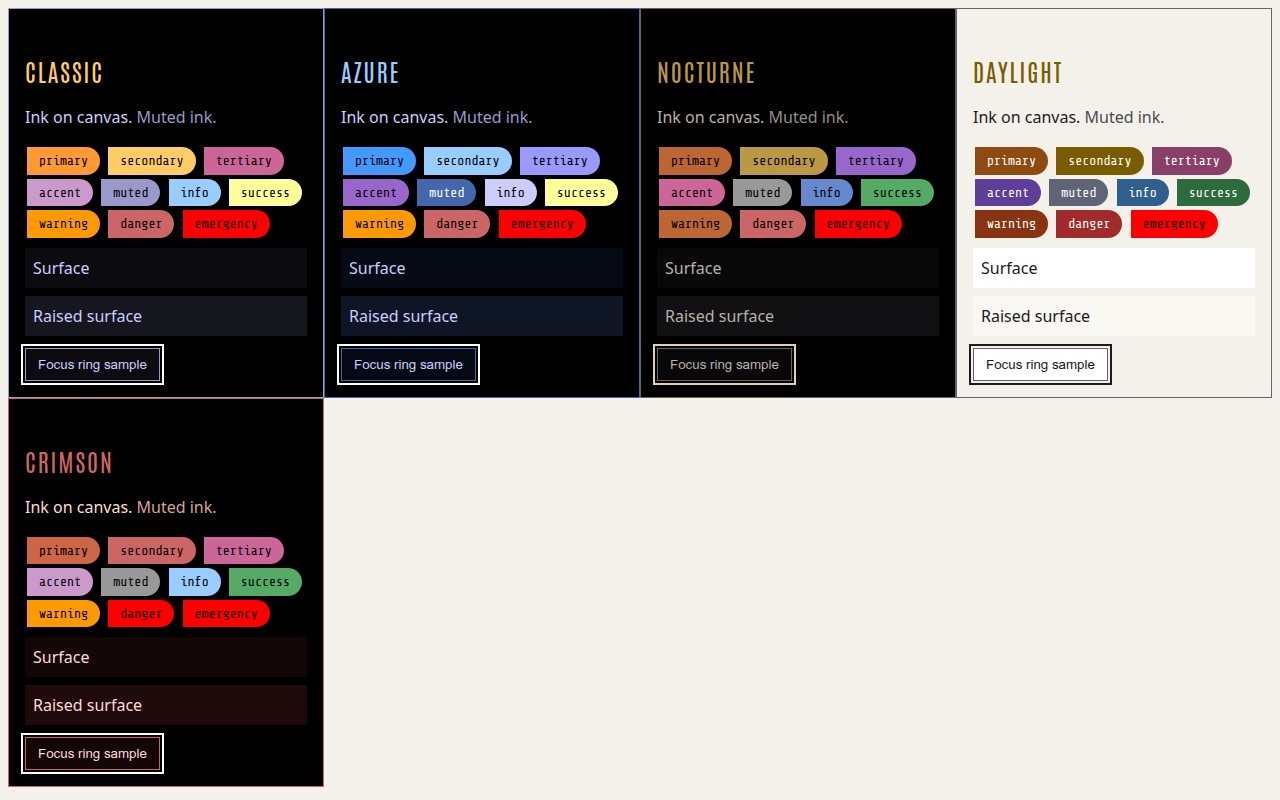 CLASSIC
Ink on canvas. Muted ink.
primary secondary tertiary
accent muted info success
warning danger emergency
Surface
Raised surface
Focus ring sample
AZURE
Ink on canvas. Muted ink.
primary secondary tertiary
accent muted info success
warning danger emergency
Surface
Raised surface
Focus ring sample
NOCTURNE
Ink on canvas. Muted ink.
primary secondary tertiary
accent muted info success
warning danger emergency
Surface
Raised surface
Focus ring sample
DAYLIGHT
Ink on canvas. Muted ink.
primary secondary tertiary
accent muted info success
warning danger emergency
Surface
Raised surface
Focus ring sample
CRIMSON
Ink on canvas. Muted ink.
primary secondary tertiary
accent muted info success
warning danger emergency
Surface
Raised surface
Focus ring sample